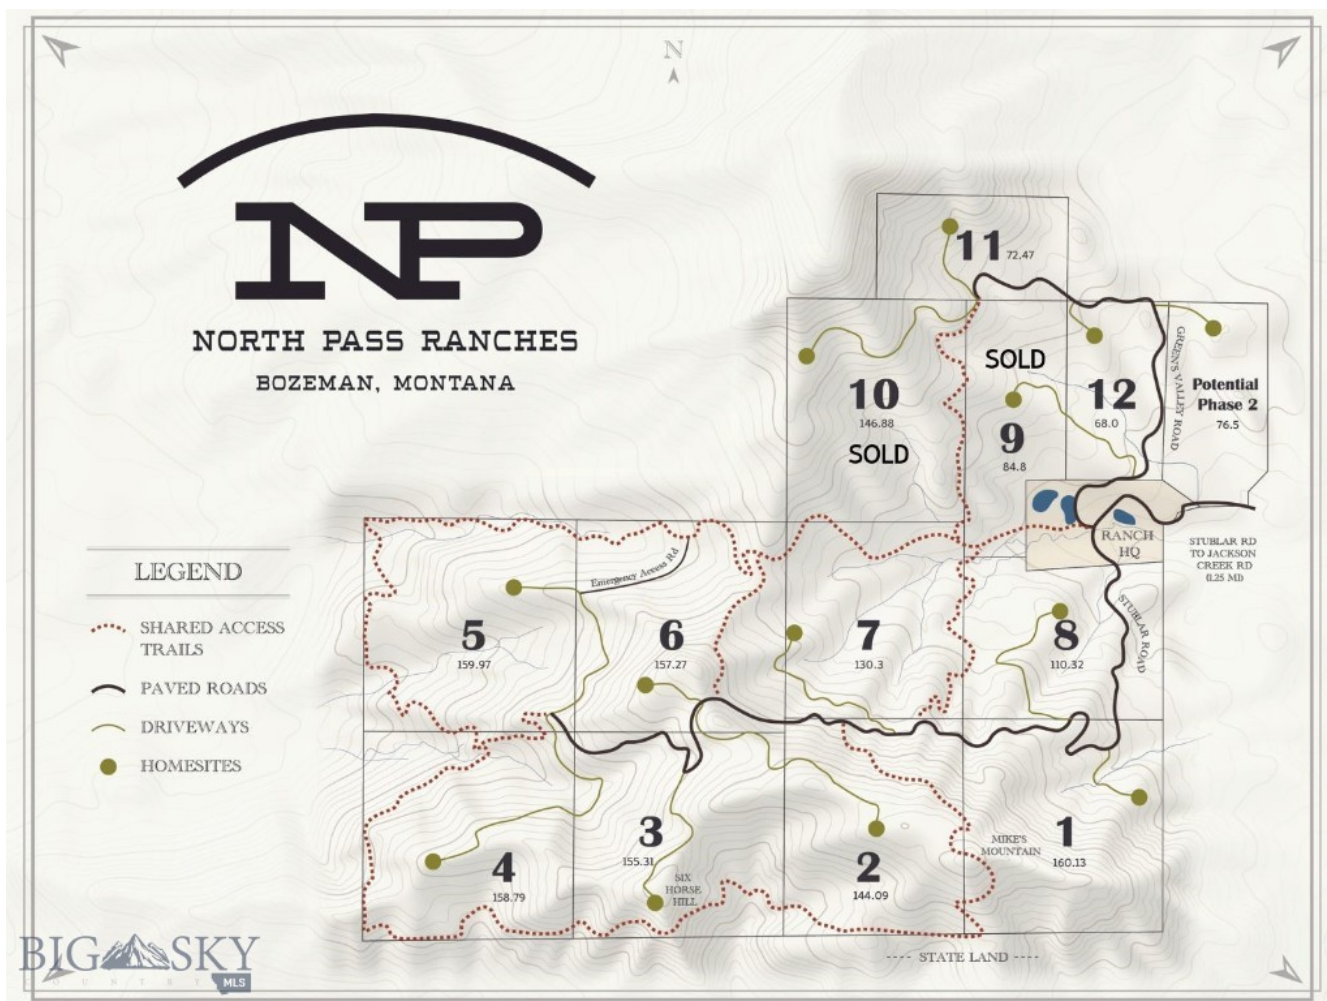 N
NP
NORTH PASS RANCHES
BOZEMAN, MONTANA
11 72.47
SOLD
10
146.88
SOLD
9
84.8
12
68.0
GREEN'S VALLEY ROAD
Potential
Phase 2
76.5
RANCH
HQ
STUBLAR RD
TO JACKSON
CREEK RD
(1.25 MI)
STUBLAR ROAD
Emergency Access Rd
LEGEND
SHARED ACCESS
TRAILS
PAVED ROADS
DRIVEWAYS
HOMESITES
5
159.97
6
157.27
7
130.3
8
110.32
4
158.79
3
155.31
SIX
HORSE
HILL
2
144.09
MIKE'S
MOUNTAIN
1
160.13
STATE LAND
BIG SKY
COUNTRY
MLS